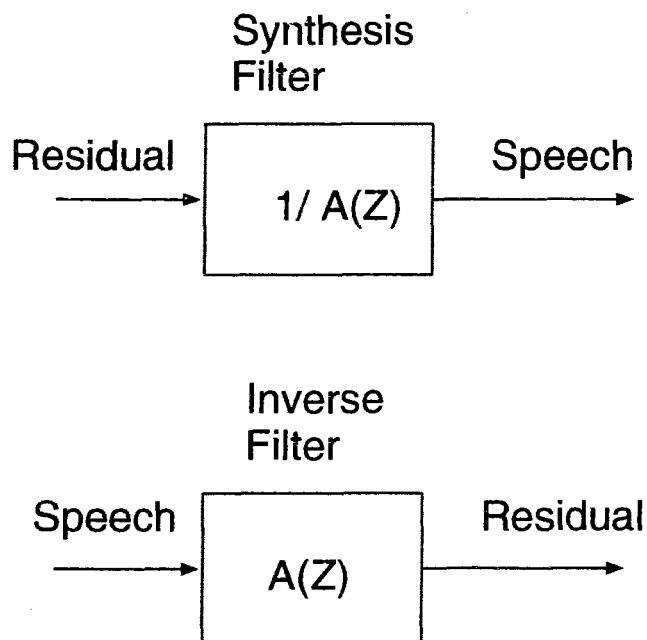 Synthesis
Filter
Residual
Speech
1/ A(Z)
Inverse
Filter
Speech
Residual
A(Z)